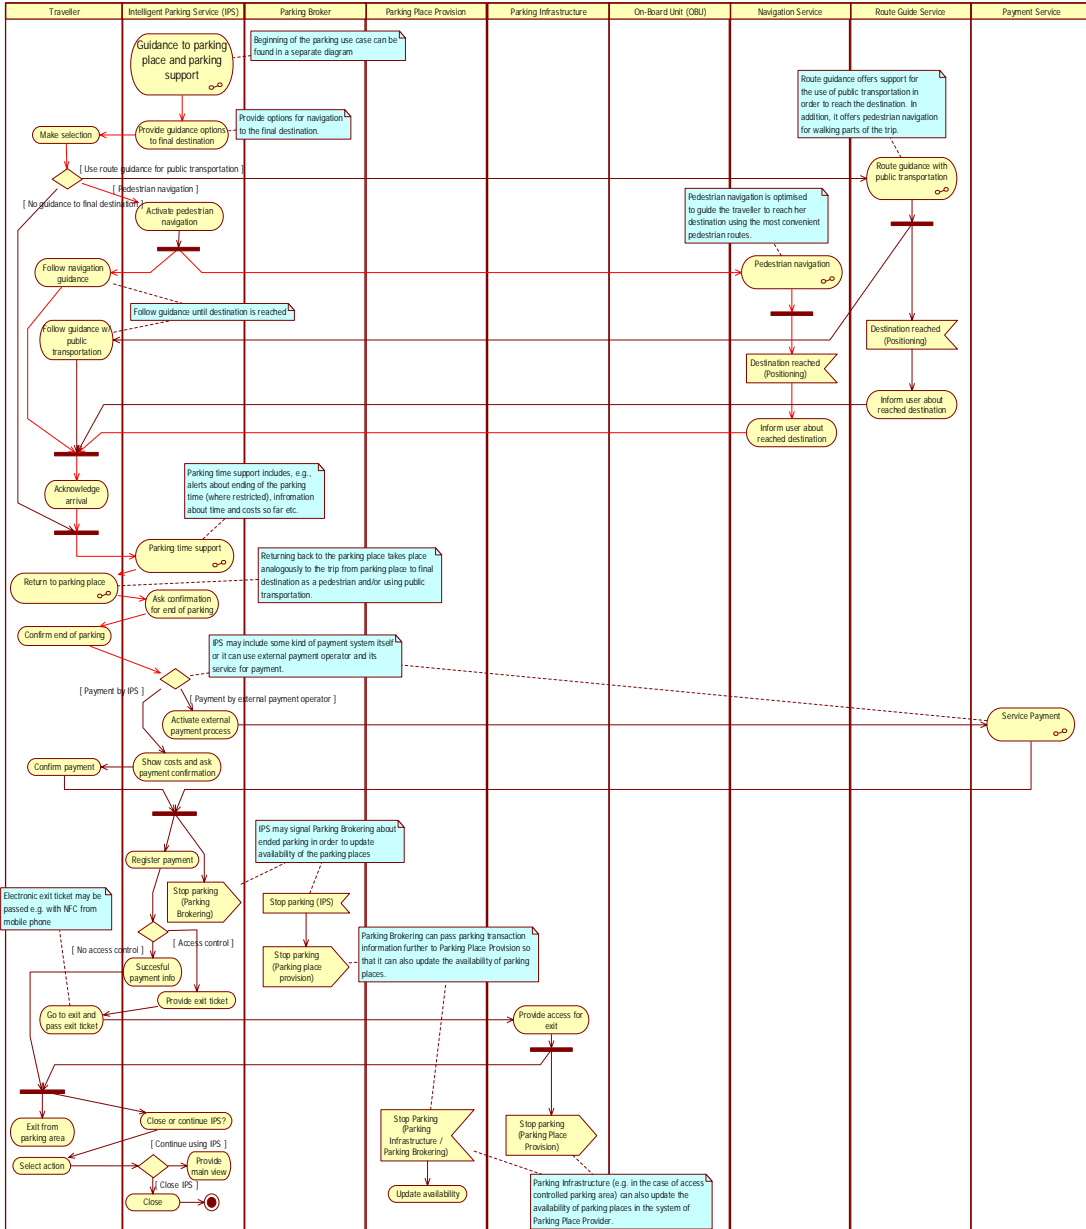 Traveller
Intelligent Parking Service (IPS)
Parking Broker
Parking Place Provision
Parking Infrastructure
On-Board Unit (OBU)
Navigation Service
Route Guide Service
Payment Service
Guidance to parking
place and parking
support
Beginning of the parking use case can be
found in a separate diagram
Route guidance offers support for
the use of public transportation in
order to reach the destination. In
addition, it offers pedestrian navigation
for walking parts of the trip.
Make selection
Provide guidance options
to final destination
Provide options for navigation
to the final destination.
[ Use route guidance for public transportation ]
[ Pedestrian navigation ]
[ No guidance to final destination ]
Route guidance with
public transportation
Activate pedestrian
navigation
Pedestrian navigation is optimised
to guide the traveller to reach her
destination using the most convenient
pedestrian routes.
Follow navigation
guidance
Pedestrian navigation
Follow guidance until destination is reached
Follow guidance w/
public
transportation
Destination reached
(Positioning)
Destination reached
(Positioning)
Inform user about
reached destination
Inform user about
reached destination
Parking time support includes, e.g.,
alerts about ending of the parking
time (where restricted), infromation
about time and costs so far etc.
Acknowledge
arrival
Parking time support
Returning back to the parking place takes place
analogously to the trip from parking place to final
destination as a pedestrian and/or using public
transportation.
Return to parking place
Ask confirmation
for end of parking
Confirm end of parking
IPS may include some kind of payment system itself
or it can use external payment operator and its
service for payment.
[ Payment by IPS ]
[ Payment by external payment operator ]
Activate external
payment process
Service Payment
Show costs and ask
payment confirmation
Confirm payment
IPS may signal Parking Brokering about
ended parking in order to update
availability of the parking places
Register payment
Stop parking
(Parking
Brokering)
Stop parking (IPS)
Electronic exit ticket may be
passed e.g. with NFC from
mobile phone
[ No access control ]
[ Access control ]
Parking Brokering can pass parking transaction
information further to Parking Place Provision so
that it can also update the availability of parking
places.
Stop parking
(Parking place
provision)
Succesful
payment info
Provide exit ticket
Go to exit and
pass exit ticket
Provide access for
exit
Exit from
parking area
Close or continue IPS?
Stop Parking
(Parking
Infrastructure /
Parking Brokering)
Stop parking
(Parking Place
Provision)
[ Continue using IPS ]
Select action
Provide
main view
[ Close IPS ]
Close
Update availability
Parking Infrastructure (e.g. in the case of access
controlled parking area) can also update the
availability of parking places in the system of
Parking Place Provider.